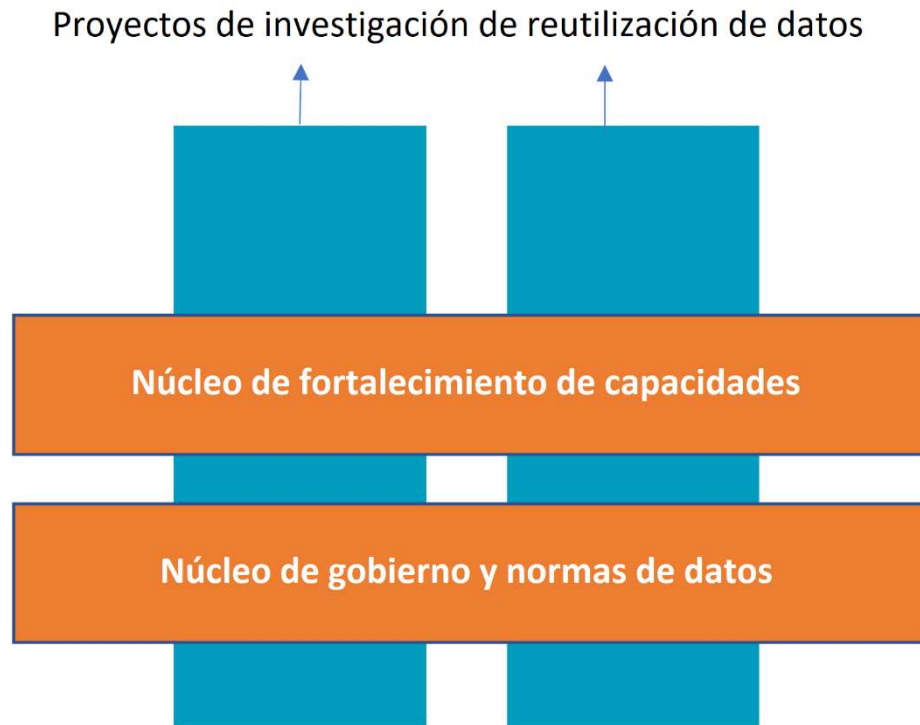 Proyectos de investigación de reutilización de datos
Núcleo de fortalecimiento de capacidades
Núcleo de gobierno y normas de datos